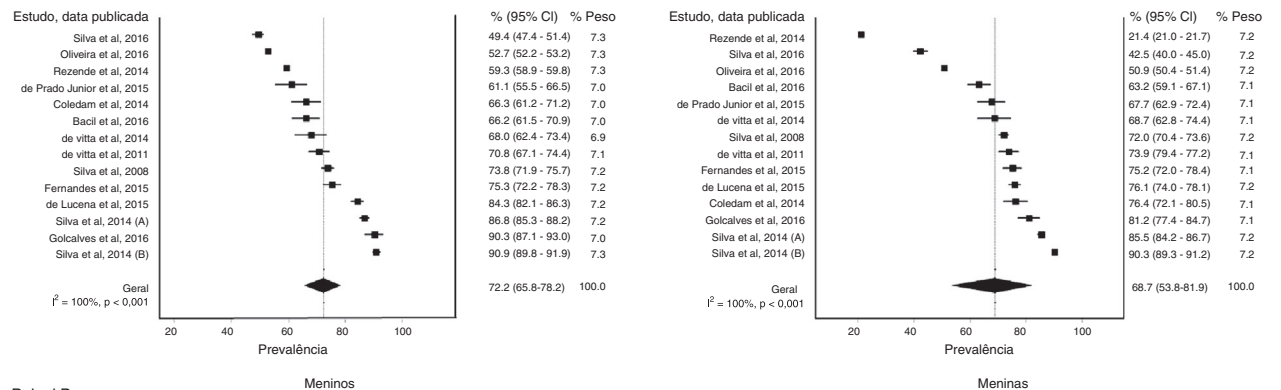 Estudo, data publicada % (95% CI) % Peso
Silva et al, 2016 49.4 (47.4 - 51.4) 7.3
Oliveira et al, 2016 52.7 (52.2 - 53.2) 7.3
Rezende et al, 2014 59.3 (58.9 - 59.8) 7.3
de Prado Junior et al, 2015 61.1 (55.5 - 66.5) 7.0
Coledam et al, 2014 66.3 (61.2 - 71.2) 7.0
Bacil et al, 2016 66.2 (61.5 - 70.9) 7.0
de vitta et al, 2014 68.0 (62.4 - 73.4) 6.9
de vitta et al, 2011 70.8 (67.1 - 74.4) 7.1
Silva et al, 2008 73.8 (71.9 - 75.7) 7.2
Fernandes et al, 2015 75.3 (72.2 - 78.3) 7.2
de Lucena et al, 2015 84.3 (82.1 - 86.3) 7.2
Silva et al, 2014 (A) 86.8 (85.3 - 88.2) 7.2
Golcalves et al, 2016 90.3 (87.1 - 93.0) 7.0
Silva et al, 2014 (B) 90.9 (89.8 - 91.9) 7.3
Geral 72.2 (65.8-78.2) 100.0
I² = 100%, p < 0,001
20 40 60 80 100
Prevalência
Meninos
Estudo, data publicada % (95% CI) % Peso
Rezende et al, 2014 21.4 (21.0 - 21.7) 7.2
Silva et al, 2016 42.5 (40.0 - 45.0) 7.2
Oliveira et al, 2016 50.9 (50.4 - 51.4) 7.2
Bacil et al, 2016 63.2 (59.1 - 67.1) 7.1
de Prado Junior et al, 2015 67.7 (62.9 - 72.4) 7.1
de vitta et al, 2014 68.7 (62.8 - 74.4) 7.1
Silva et al, 2008 72.0 (70.4 - 73.6) 7.2
de vitta et al, 2011 73.9 (79.4 - 77.2) 7.1
Fernandes et al, 2015 75.2 (72.0 - 78.4) 7.1
de Lucena et al, 2015 76.1 (74.0 - 78.1) 7.2
Coledam et al, 2014 76.4 (72.1 - 80.5) 7.1
Golcalves et al, 2016 81.2 (77.4 - 84.7) 7.1
Silva et al, 2014 (A) 85.5 (84.2 - 86.7) 7.2
Silva et al, 2014 (B) 90.3 (89.3 - 91.2) 7.2
Geral 68.7 (53.8-81.9) 100.0
I² = 100%, p < 0,001
20 40 60 80 100
Prevalência
Meninas